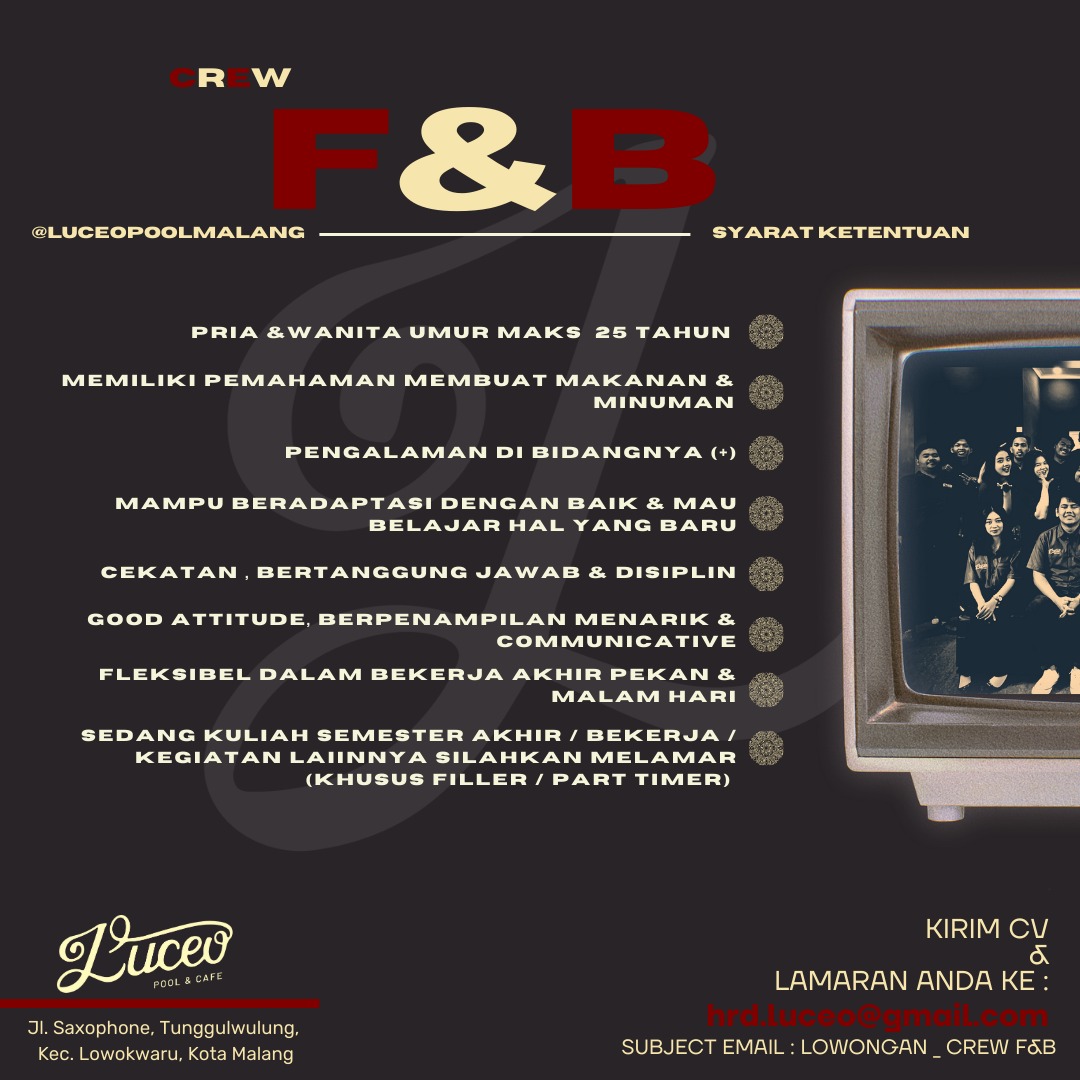 CREW
F&B
@LUCEOPOOLMALANG
SYARAT KETENTUAN
PRIA &WANITA UMUR MAKS 25 TAHUN
MEMILIKI PEMAHAMAN MEMBUAT MAKANAN &
MINUMAN
PENGALAMAN DI BIDANGNYA (+)
MAMPU BERADAPTASI DENGAN BAIK & MAU
BELAJAR HAL YANG BARU
CEKATAN , BERTANGGUNG JAWAB & DISIPLIN
GOOD ATTITUDE, BERPENAMPILAN MENARIK &
COMMUNICATIVE
FLEKSIBEL DALAM BEKERJA AKHIR PEKAN &
MALAM HARI
SEDANG KULIAH SEMESTER AKHIR / BEKERJA /
KEGIATAN LAIINNYA SILAHKAN MELAMAR
(KHUSUS FILLER / PART TIMER)
Luceo
POOL & CAFE
Jl. Saxophone, Tunggulwulung,
Kec. Lowokwaru, Kota Malang
KIRIM CV
&
LAMARAN ANDA KE :
hrd.luceo@gmail.com
SUBJECT EMAIL : LOWONGAN _ CREW F&B